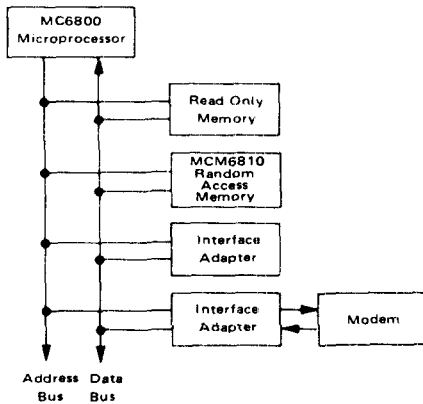 MC6800
Microprocessor
Read Only
Memory
MCM6810
Random
Access
Memory
Interface
Adapter
Interface
Adapter
Modem
Address Data
Bus Bus